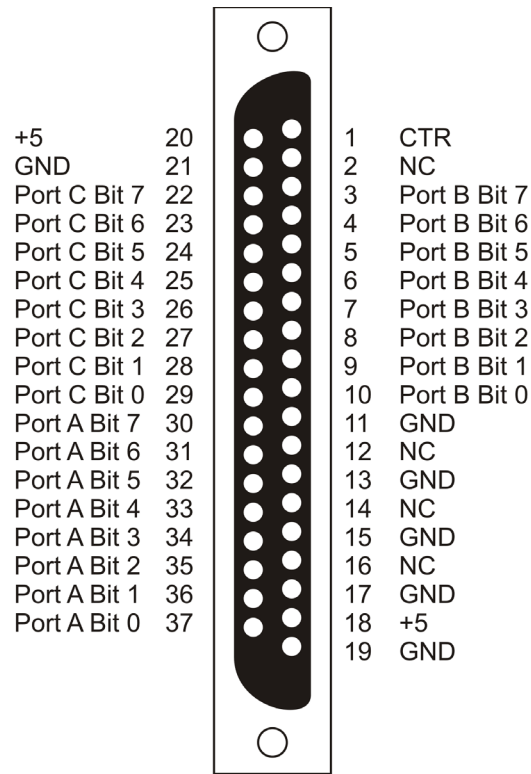 +5 20 1 CTR
GND 21 2 NC
Port C Bit 7 22 3 Port B Bit 7
Port C Bit 6 23 4 Port B Bit 6
Port C Bit 5 24 5 Port B Bit 5
Port C Bit 4 25 6 Port B Bit 4
Port C Bit 3 26 7 Port B Bit 3
Port C Bit 2 27 8 Port B Bit 2
Port C Bit 1 28 9 Port B Bit 1
Port C Bit 0 29 10 Port B Bit 0
Port A Bit 7 30 11 GND
Port A Bit 6 31 12 NC
Port A Bit 5 32 13 GND
Port A Bit 4 33 14 NC
Port A Bit 3 34 15 GND
Port A Bit 2 35 16 NC
Port A Bit 1 36 17 GND
Port A Bit 0 37 18 +5
19 GND